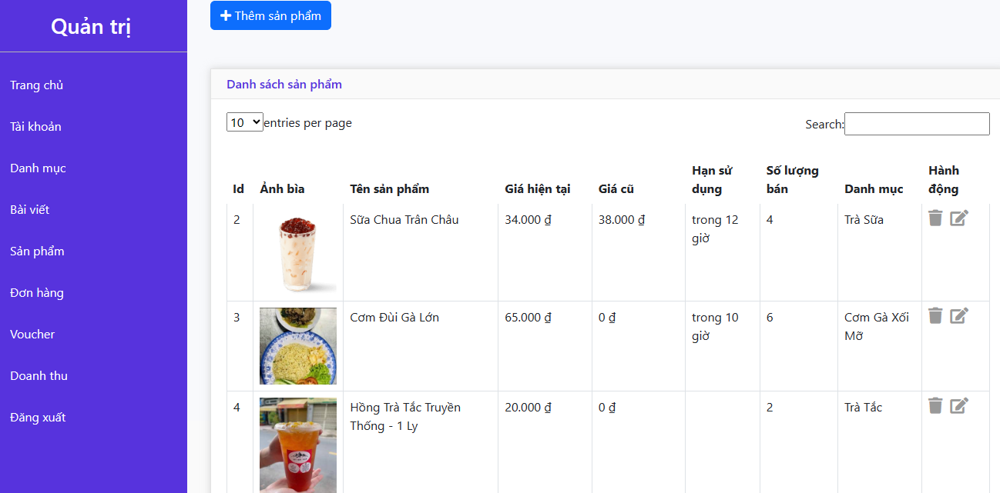 Quản trị
Trang chủ
Tài khoản
Danh mục
Bài viết
Sản phẩm
Đơn hàng
Voucher
Doanh thu
Đăng xuất
Thêm sản phẩm
Danh sách sản phẩm
10 entries per page
Search:
Id Ảnh bìa Tên sản phẩm Giá hiện tại Giá cũ Hạn sử dụng Số lượng bán Danh mục Hành động
2 Sữa Chua Trân Châu 34.000 ₫ 38.000 ₫ trong 12 giờ 4 Trà Sữa
3 Cơm Đùi Gà Lớn 65.000 ₫ 0 ₫ trong 10 giờ 6 Cơm Gà Xối Mỡ
4 Hồng Trà Tắc Truyền Thống - 1 Ly 20.000 ₫ 0 ₫ 2 Trà Tắc